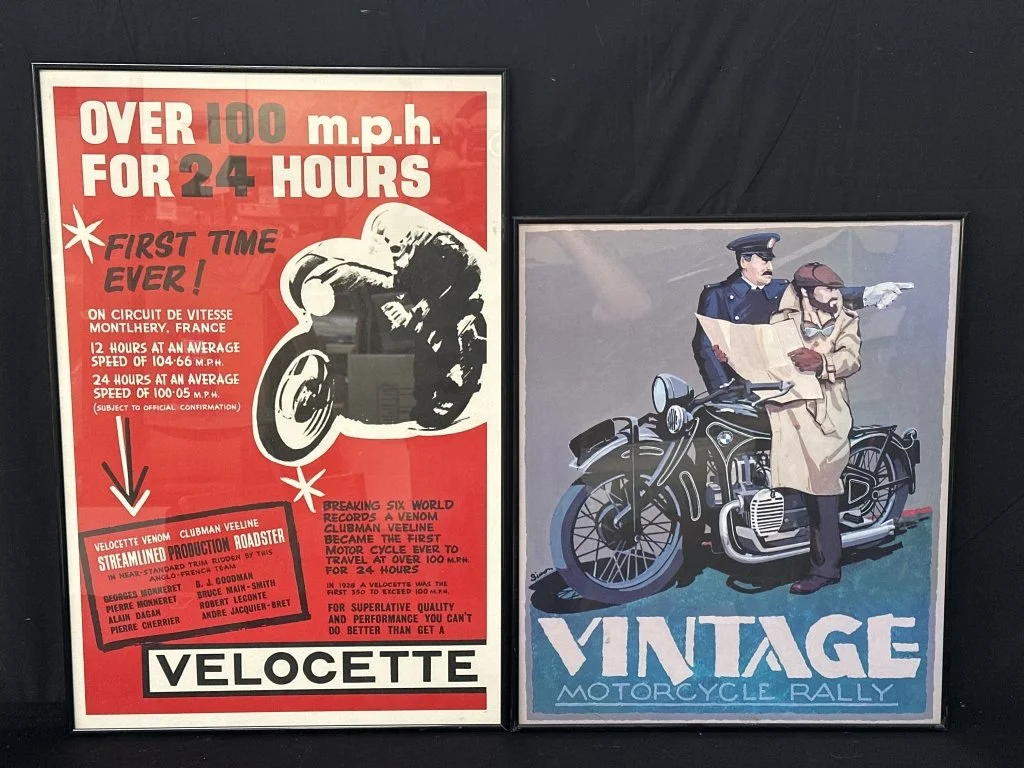 OVER 100 m.p.h.
FOR 24 HOURS
FIRST TIME
EVER!
ON CIRCUIT DE VITESSE
MONTLHERY, FRANCE
12 HOURS AT AN AVERAGE
SPEED OF 104·66 M.P.H.
24 HOURS AT AN AVERAGE
SPEED OF 100·05 M.P.H.
(SUBJECT TO OFFICIAL CONFIRMATION)
VELOCETTE VENOM CLUBMAN VEELINE
STREAMLINED PRODUCTION ROADSTER
IN NEAR-STANDARD TRIM RIDDEN BY THIS
ANGLO-FRENCH TEAM
GEORGES MONNERET B. J. GOODMAN
PIERRE MONNERET BRUCE MAIN-SMITH
ALAIN DAGAN ROBERT LECONTE
PIERRE CHERRIER ANDRE JACQUIER-BRET
BREAKING SIX WORLD
RECORDS A VENOM
CLUBMAN VEELINE
BECAME THE FIRST
MOTOR CYCLE EVER TO
TRAVEL AT OVER 100 M.P.H.
FOR 24 HOURS
IN 1928 A VELOCETTE WAS THE
FIRST 350 TO EXCEED 100 M.P.H.
FOR SUPERLATIVE QUALITY
AND PERFORMANCE YOU CAN'T
DO BETTER THAN GET A
VELOCETTE
Simon
VINTAGE
MOTORCYCLE RALLY